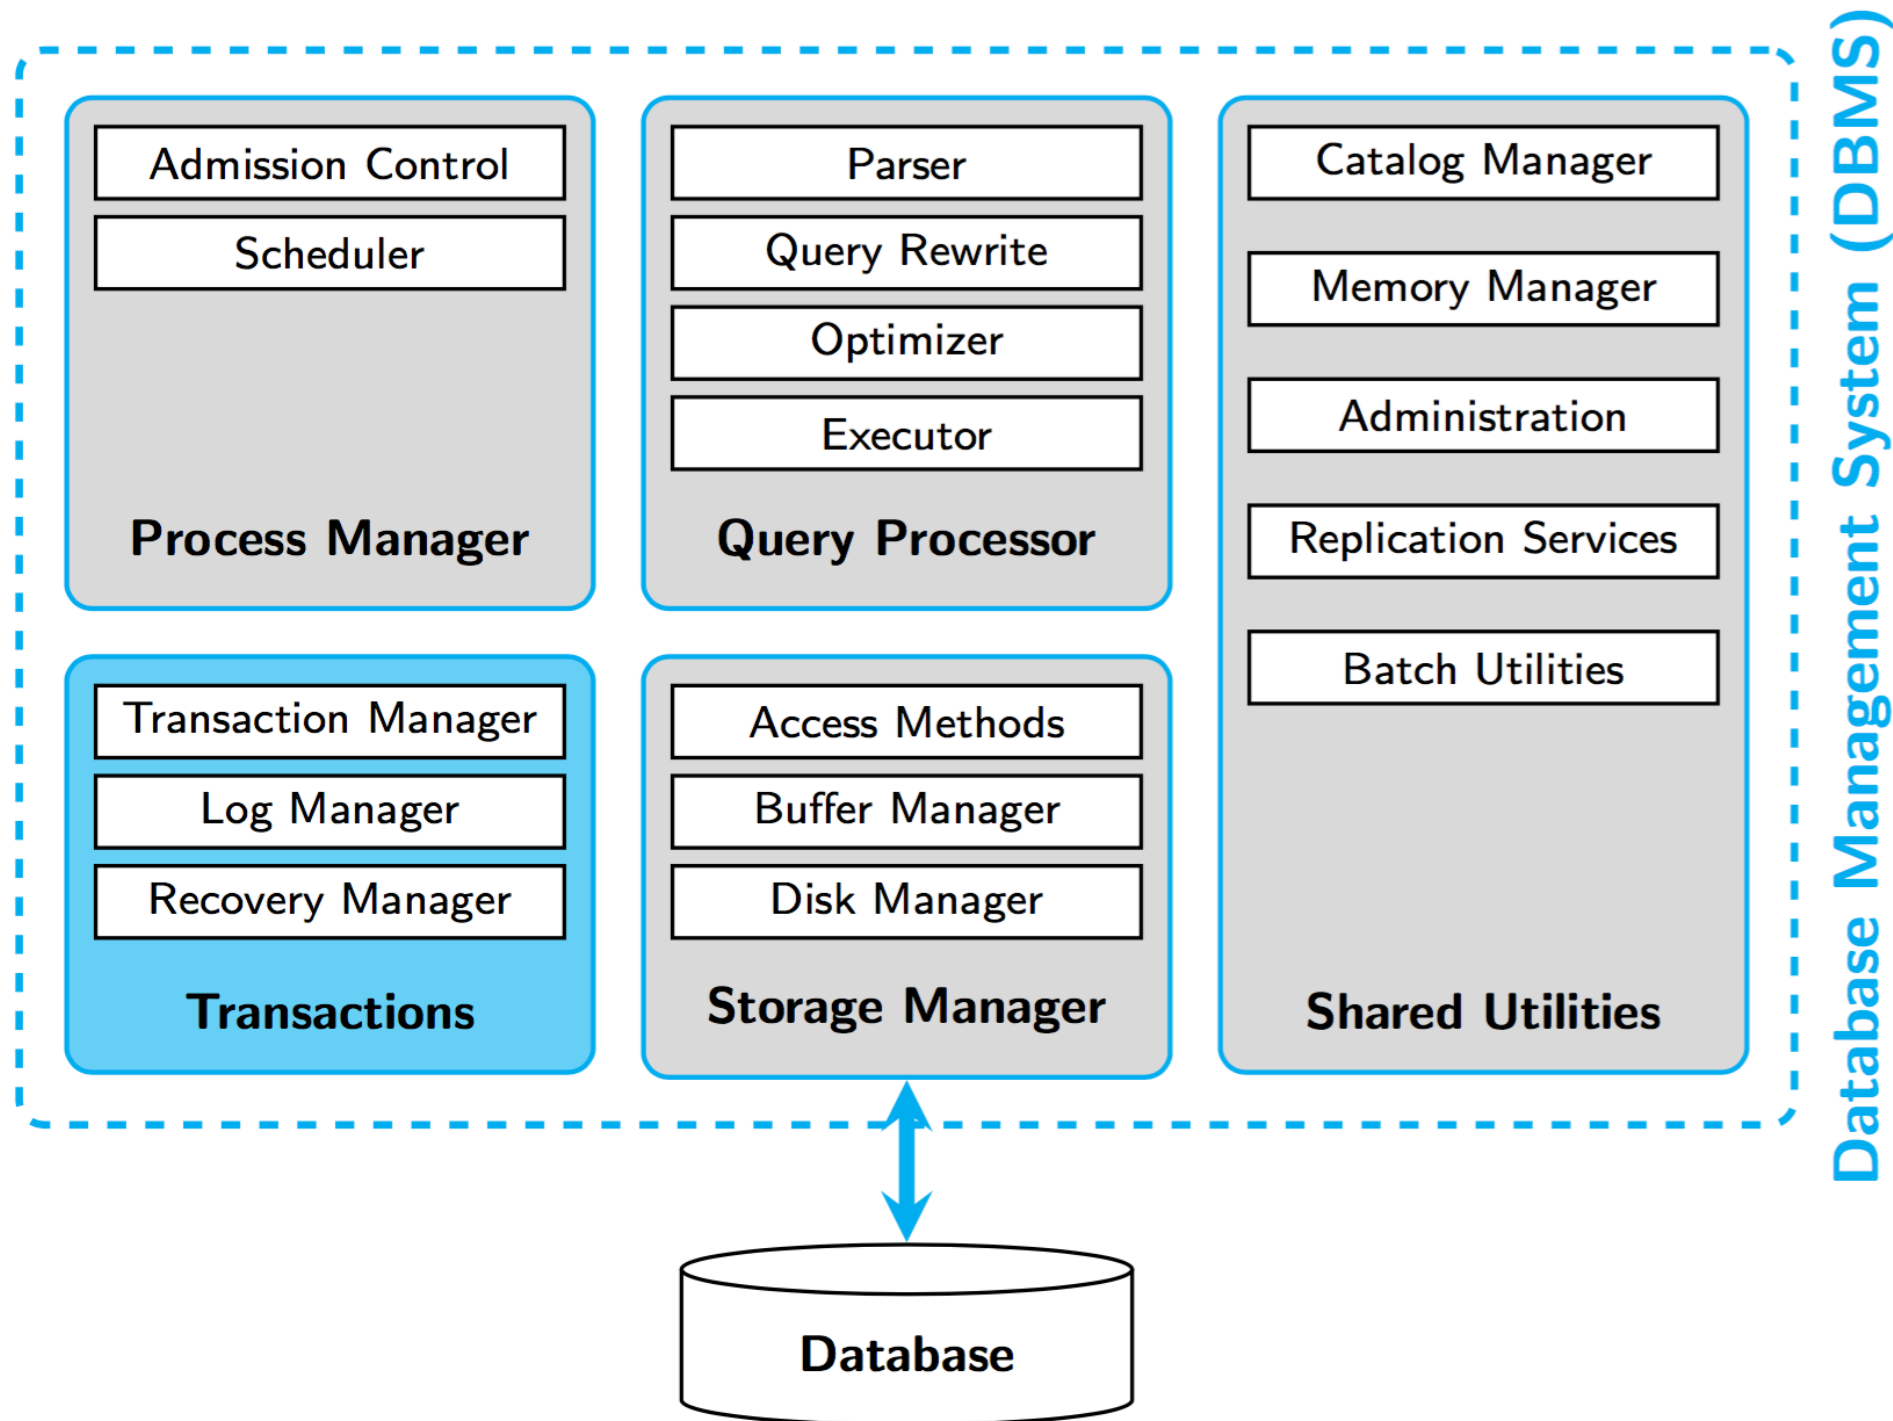 Admission Control
Scheduler
Process Manager
Parser
Query Rewrite
Optimizer
Executor
Query Processor
Catalog Manager
Memory Manager
Administration
Replication Services
Batch Utilities
Shared Utilities
Transaction Manager
Log Manager
Recovery Manager
Transactions
Access Methods
Buffer Manager
Disk Manager
Storage Manager
Database
Database Management System (DBMS)